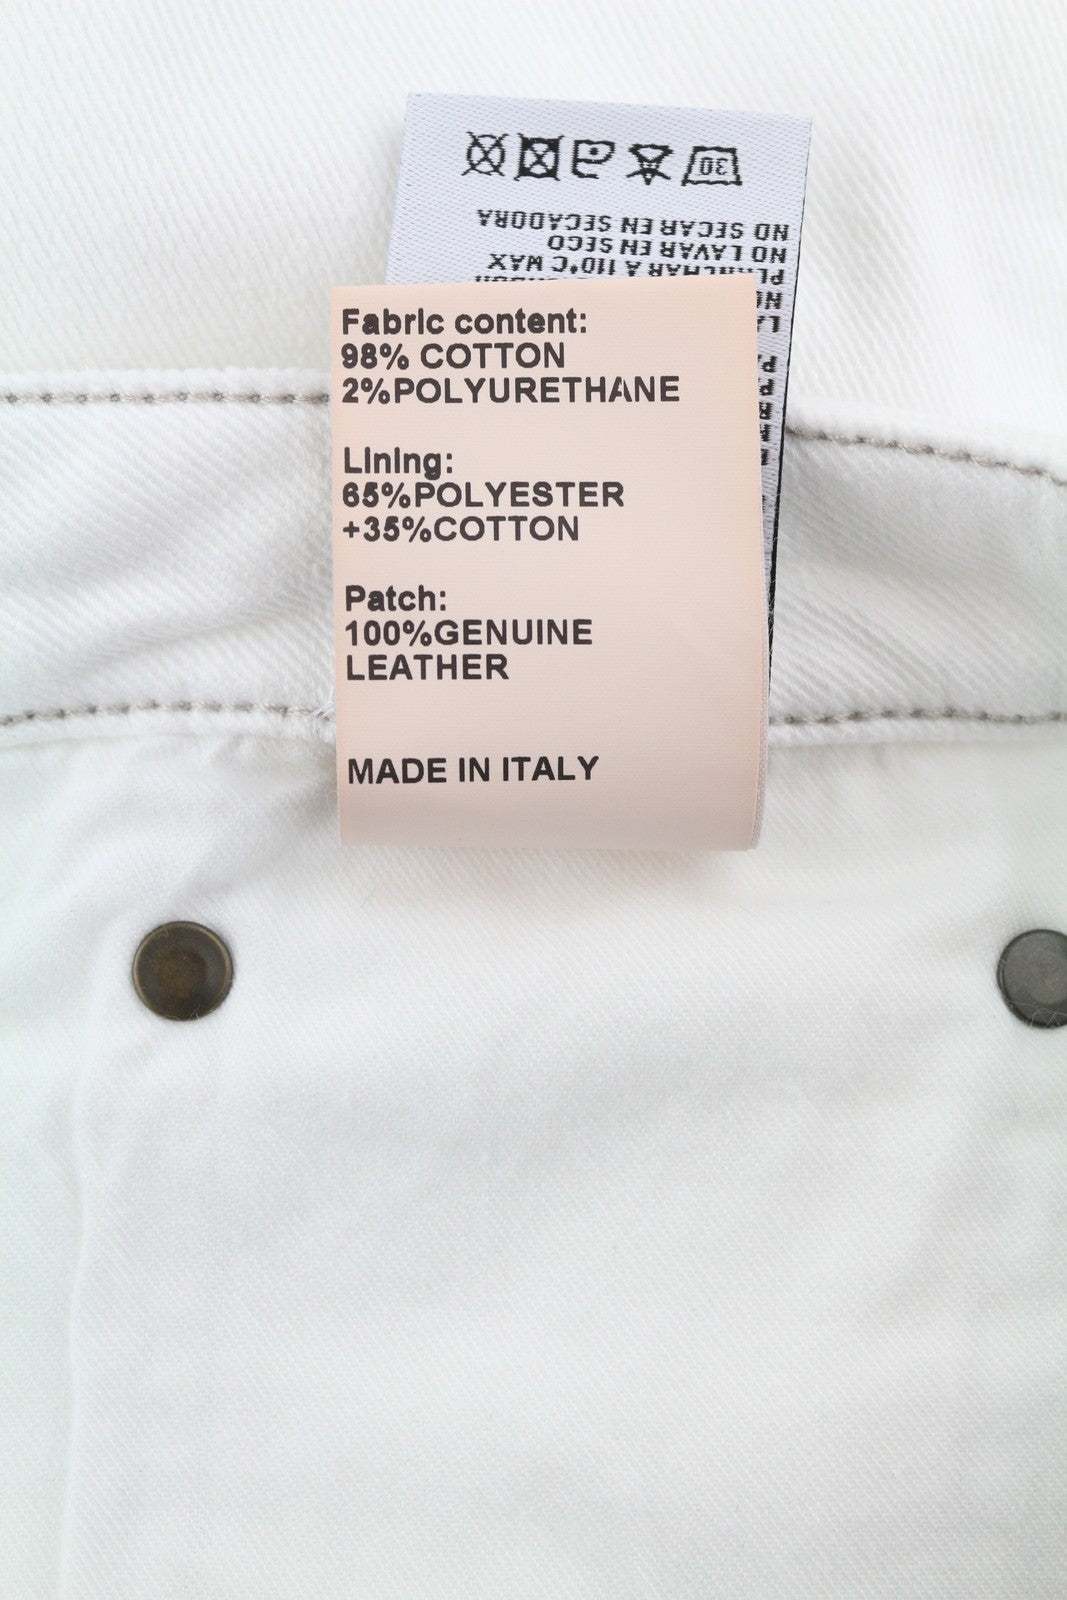 Fabric content:
98% COTTON
2%POLYURETHANE
Lining:
65%POLYESTER
+35%COTTON
Patch:
100%GENUINE
LEATHER
MADE IN ITALY
30
PLANCHAR A 110°C MAX
NO LAVAR EN SECO
NO SECAR EN SECADORA